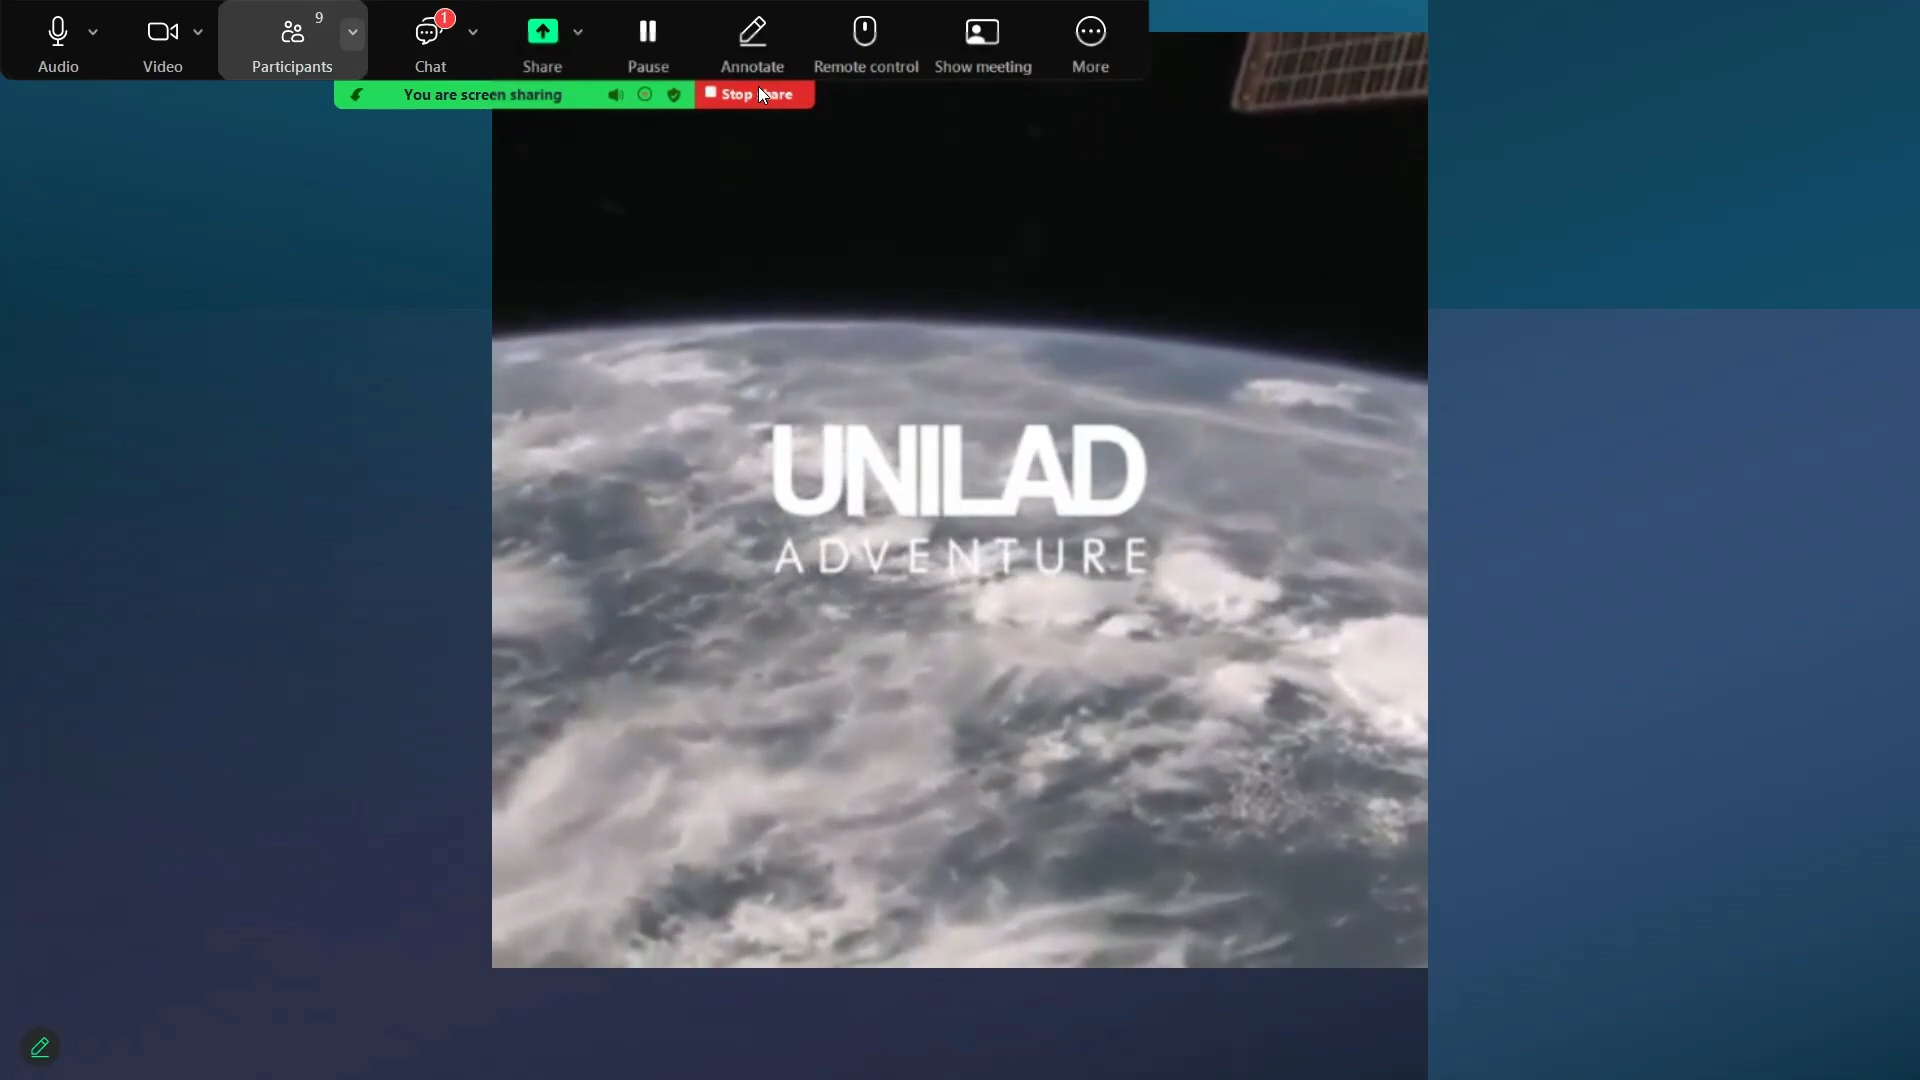 9
1
Audio
Video
Participants
Chat
Share
Pause
Annotate
Remote control
Show meeting
More
You are screen sharing
Stop
UNILAD
ADVENTURE